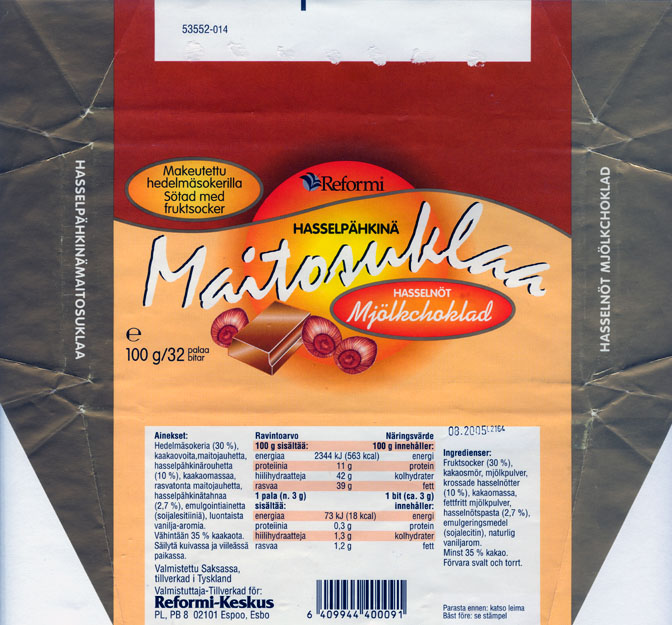 53552-014
Makeutettu
hedelmäsokerilla
Sötad med
fruktsocker
Reformi
HASSELPÄHKINÄ
Maitosuklaa
HASSELNÖT
Mjölkchoklad
HASSELPÄHKINÄMAITOSUKLAA
HASSELNÖT MJÖLKCHOKLAD
e
100 g/32 palaa
bitar
Ainekset:
Hedelmäsokeria (30 %),
kaakaovoita,maitojauhetta,
hasselpähkinärouhetta
(10 %), kaakaomassaa,
rasvatonta maitojauhetta,
hasselpähkinätahnaa
(2,7 %), emulgointiainetta
(soijalesitiiniä), luontaista
vanilja-aromia.
Vähintään 35 % kaakaota.
Säilytä kuivassa ja viileässä
paikassa.
Ravintoarvo Näringsvärde
100 g sisältää: 100 g innehåller:
energiaa 2344 kJ (563 kcal) energi
proteiinia 11 g protein
hiilihydraatteja 42 g kolhydrater
rasvaa 39 g fett
1 pala (n. 3 g) 1 bit (ca. 3 g)
sisältää: innehåller:
energiaa 73 kJ (18 kcal) energi
proteiinia 0,3 g protein
hiilihydraatteja 1,3 g kolhydrater
rasvaa 1,2 g fett
08.2005 L2164
Ingredienser:
Fruktsocker (30 %),
kakaosmör, mjölkpulver,
krossade hasselnötter
(10 %), kakaomassa,
fettfritt mjölkpulver,
hasselnötspasta (2,7 %),
emulgeringsmedel
(sojalecitin), naturlig
vaniljarom.
Minst 35 % kakao.
Förvara svalt och torrt.
Valmistettu Saksassa,
tillverkad i Tyskland
Valmistuttaja-Tillverkad för:
Reformi-Keskus
PL, PB 8 02101 Espoo, Esbo
6 409944 400091
Parasta ennen: katso leima
Bäst före: se stämpel